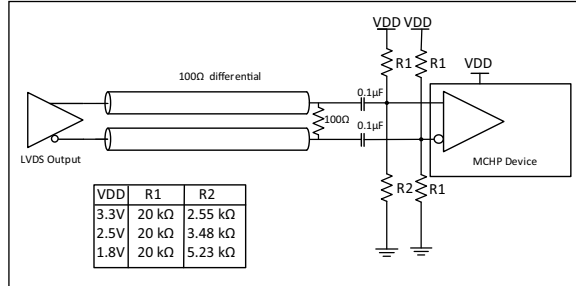 VDD VDD
R1 R1
VDD
100Ω differential
0.1µF
100Ω
0.1µF
LVDS Output
MCHP Device
R2 R1
VDD R1 R2
3.3V 20 kΩ 2.55 kΩ
2.5V 20 kΩ 3.48 kΩ
1.8V 20 kΩ 5.23 kΩ